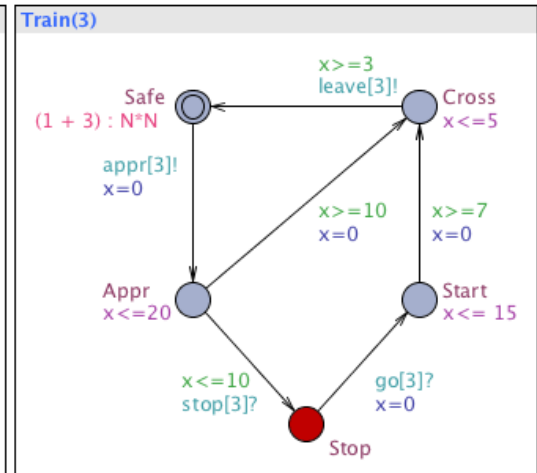 Train(3)
x>=3
leave[3]!
Safe
(1 + 3) : N*N
Cross
x<=5
appr[3]!
x=0
x>=10
x=0
x>=7
x=0
Appr
x<=20
Start
x<= 15
x<=10
stop[3]?
go[3]?
x=0
Stop